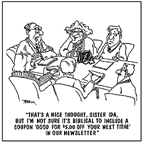 "THAT'S A NICE THOUGHT, SISTER IDA,
BUT I'M NOT SURE IT'S BIBLICAL TO INCLUDE A
COUPON 'GOOD FOR $5.00 OFF YOUR NEXT TITHE'
IN OUR NEWSLETTER"